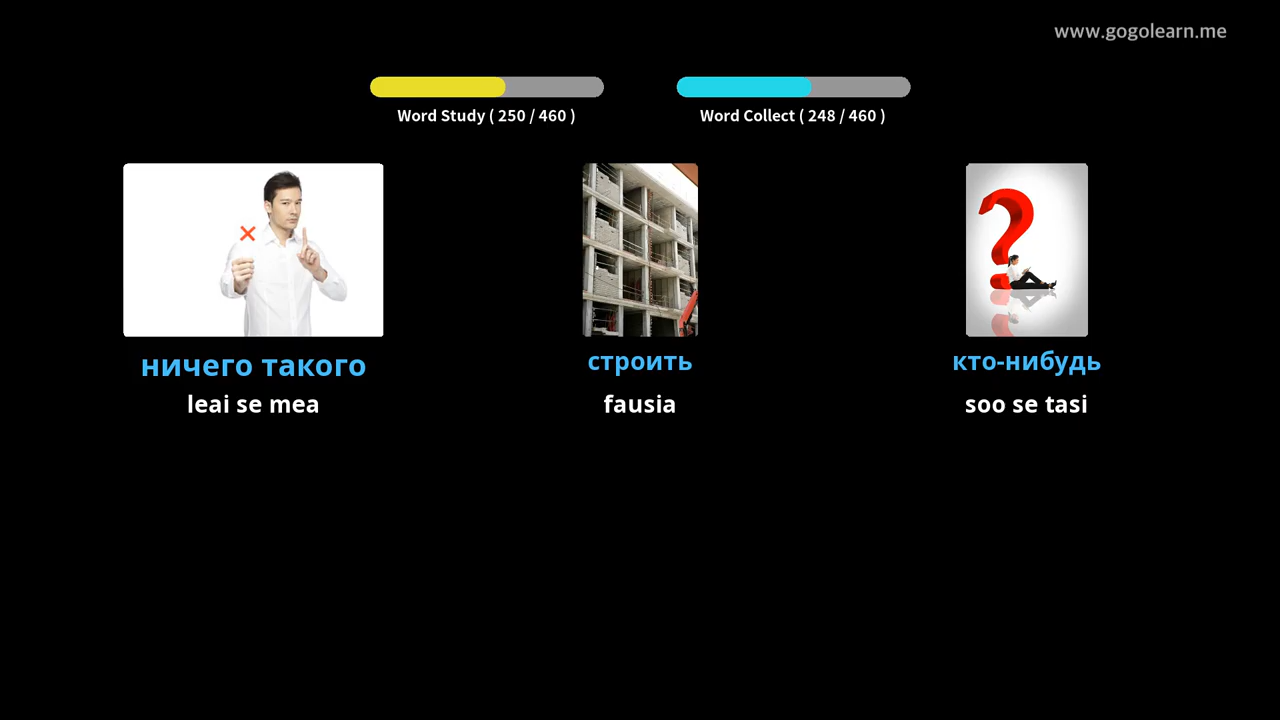 www.gogolearn.me
Word Study ( 250 / 460 )
Word Collect ( 248 / 460 )
ничего такого
leai se mea
строить
fausia
кто-нибудь
soo se tasi